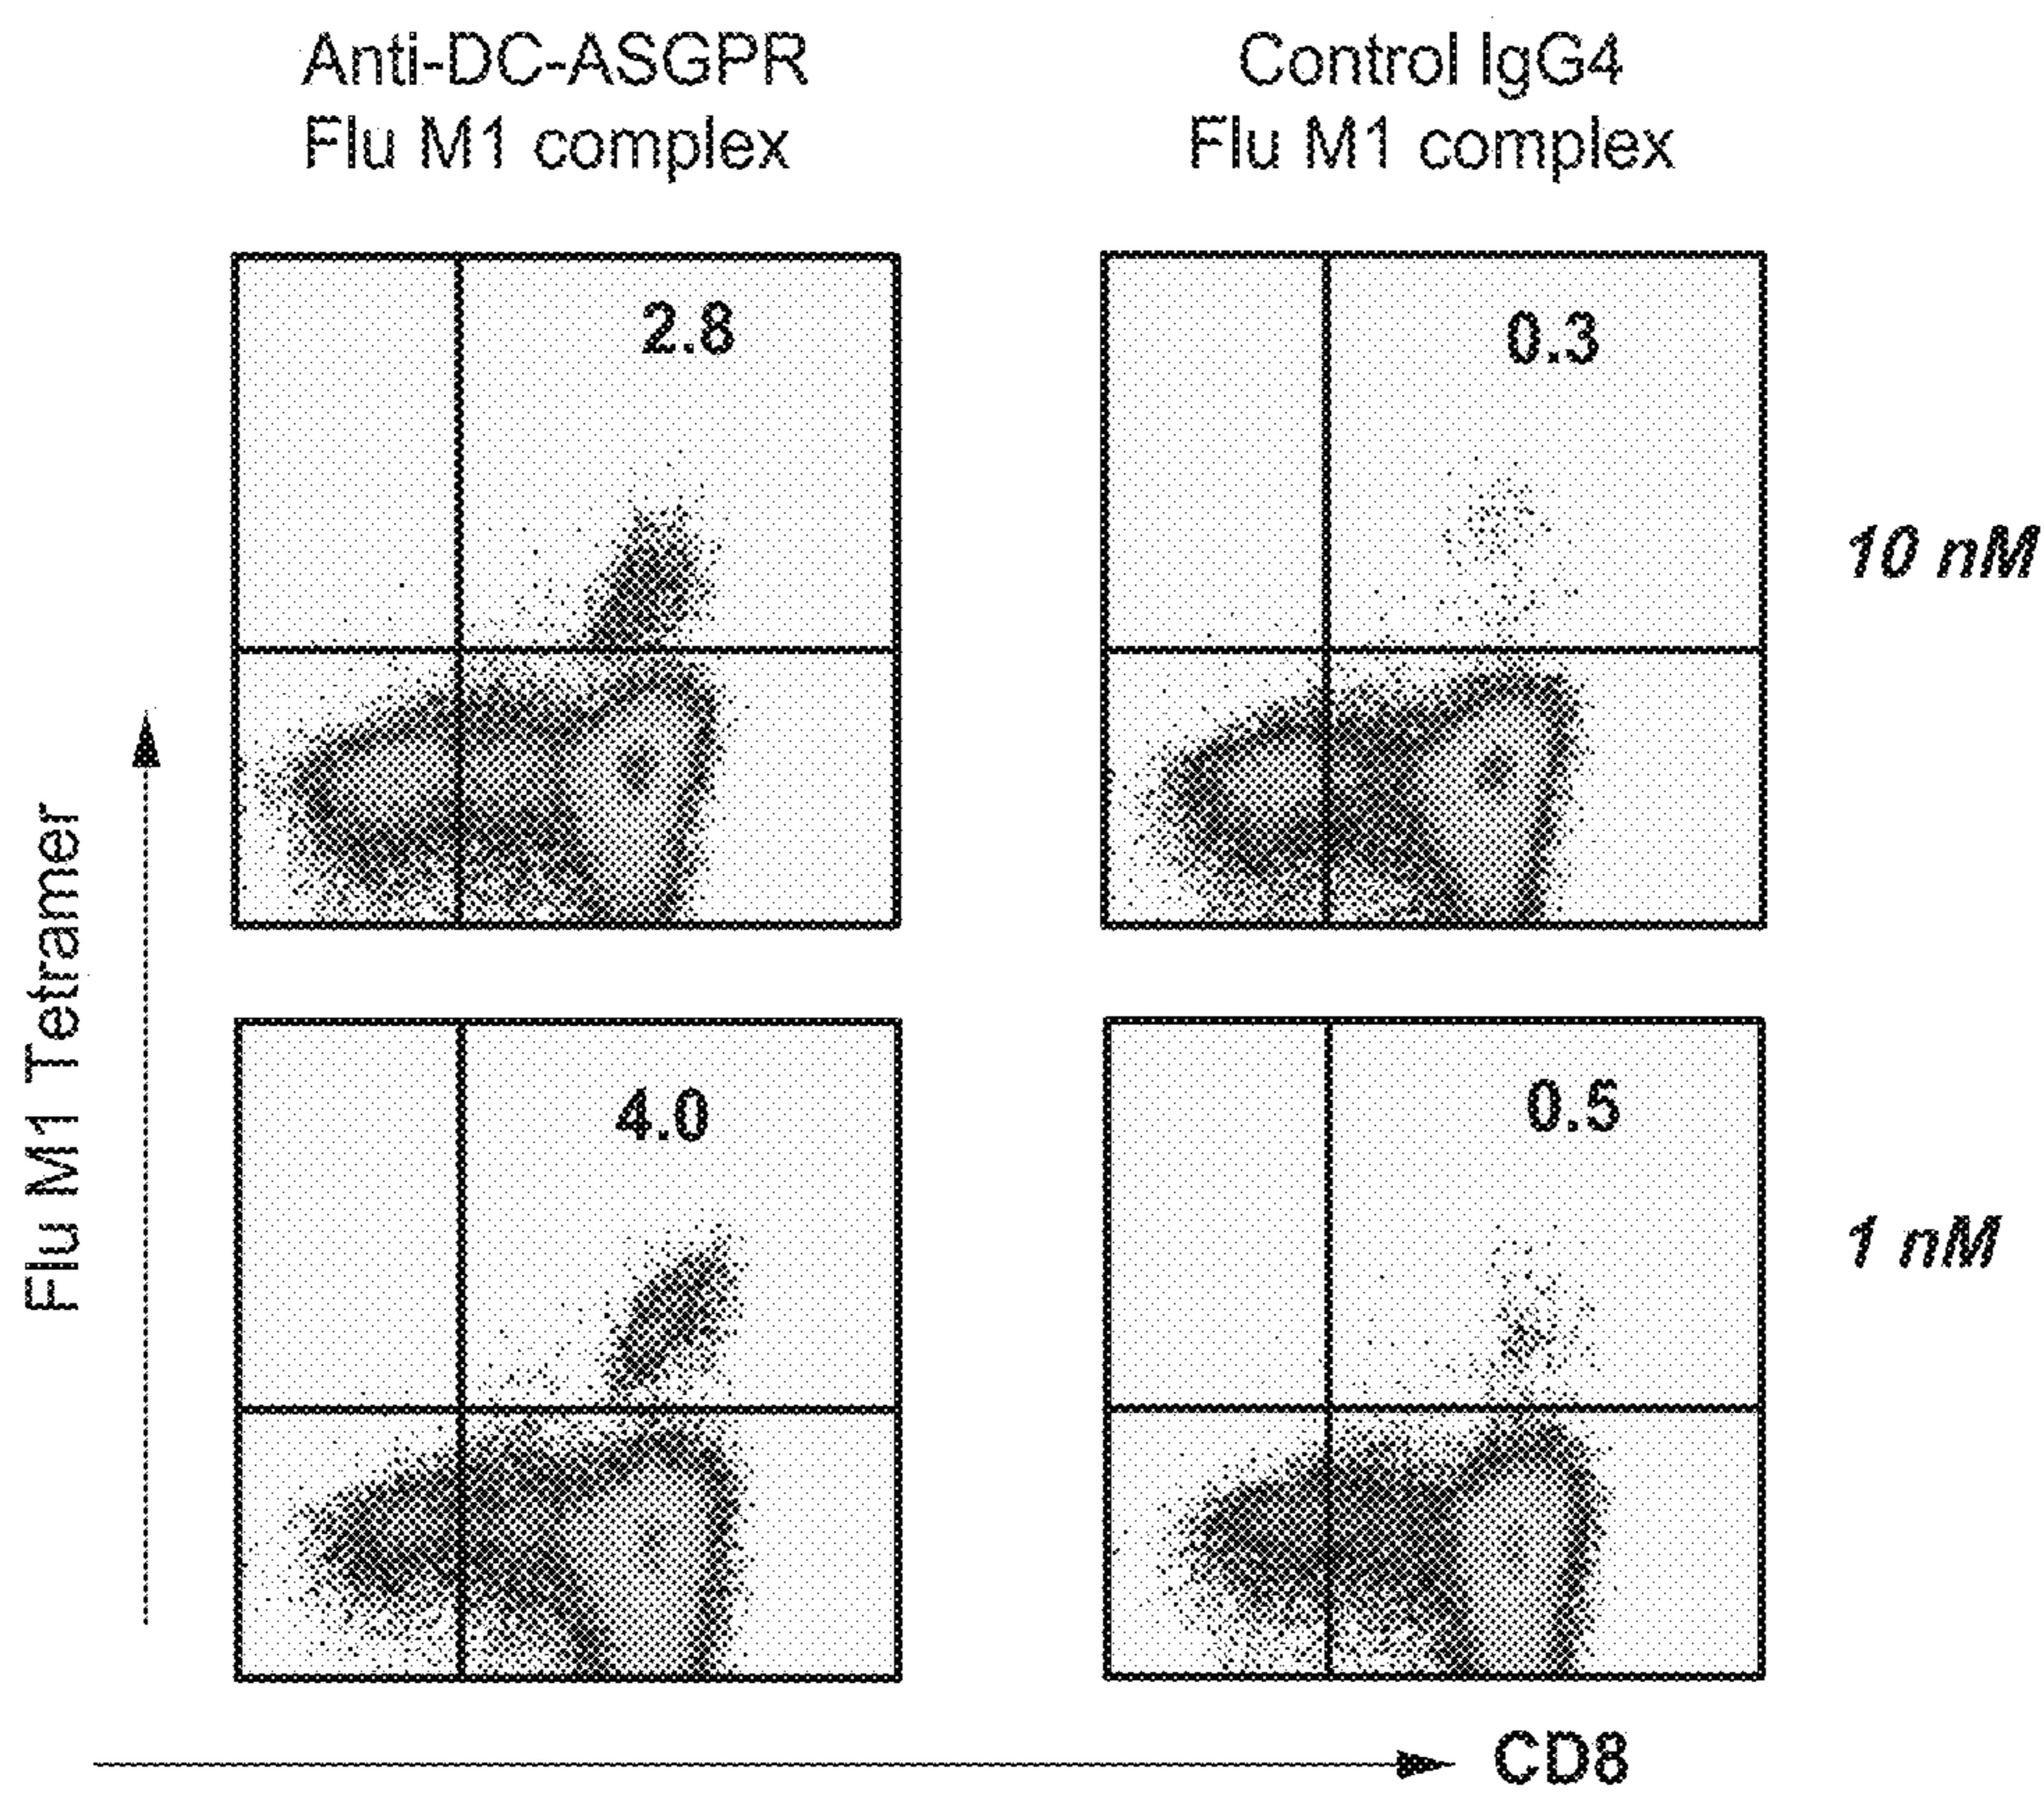 Anti-DC-ASGPR
Flu M1 complex
Control IgG4
Flu M1 complex
2.8
0.3
10 nM
4.0
0.5
1 nM
Flu M1 Tetramer
CD8